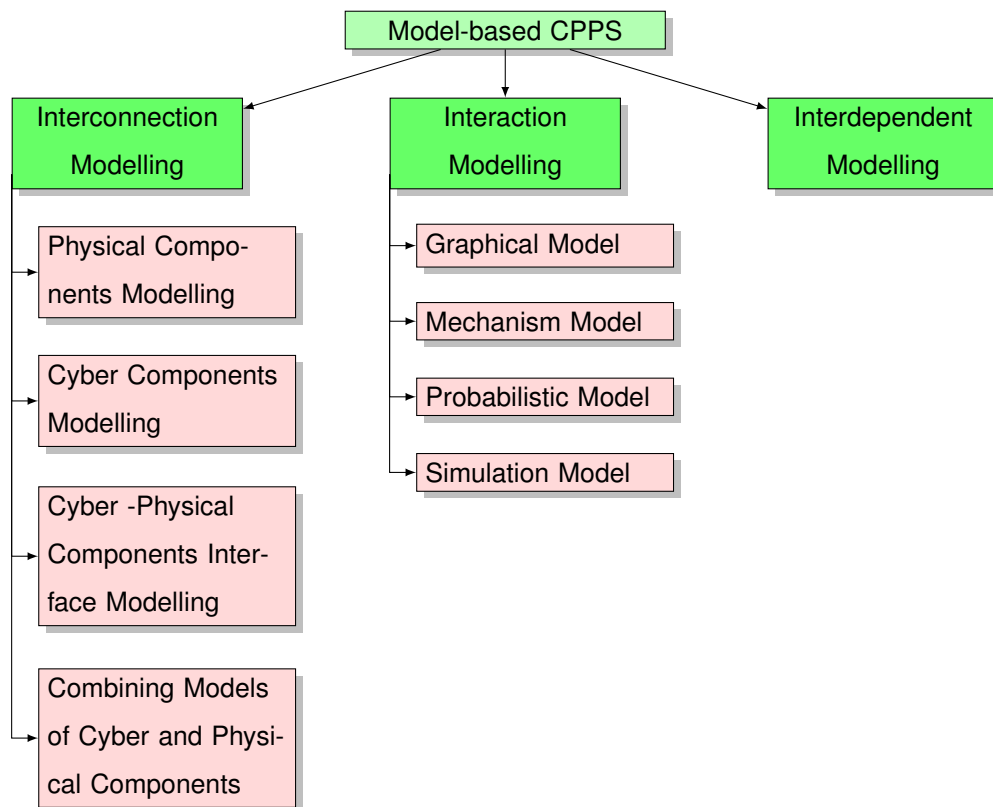 Model-based CPPS
Interconnection
Modelling
Interaction
Modelling
Interdependent
Modelling
Physical Compo-
nents Modelling
Cyber Components
Modelling
Cyber -Physical
Components Inter-
face Modelling
Combining Models
of Cyber and Physi-
cal Components
Graphical Model
Mechanism Model
Probabilistic Model
Simulation Model